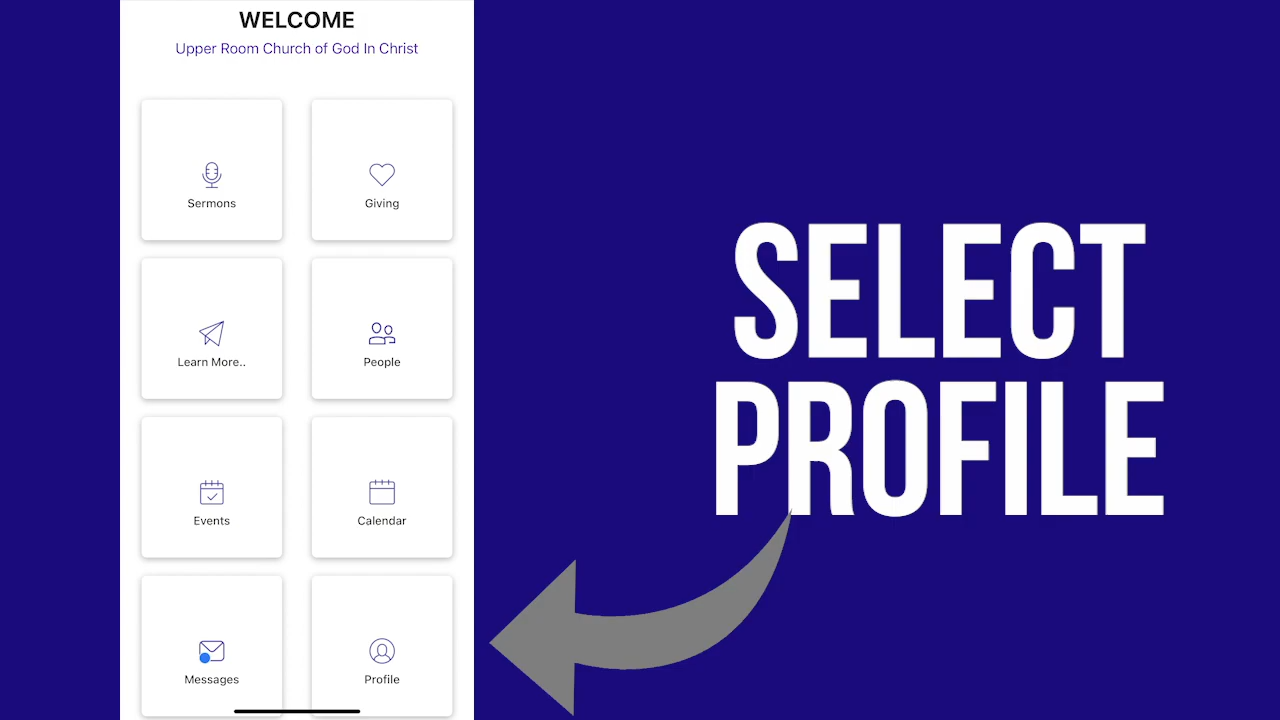 WELCOME
Upper Room Church of God In Christ
Sermons
Giving
Learn More..
People
Events
Calendar
Messages
Profile
SELECT
PROFILE